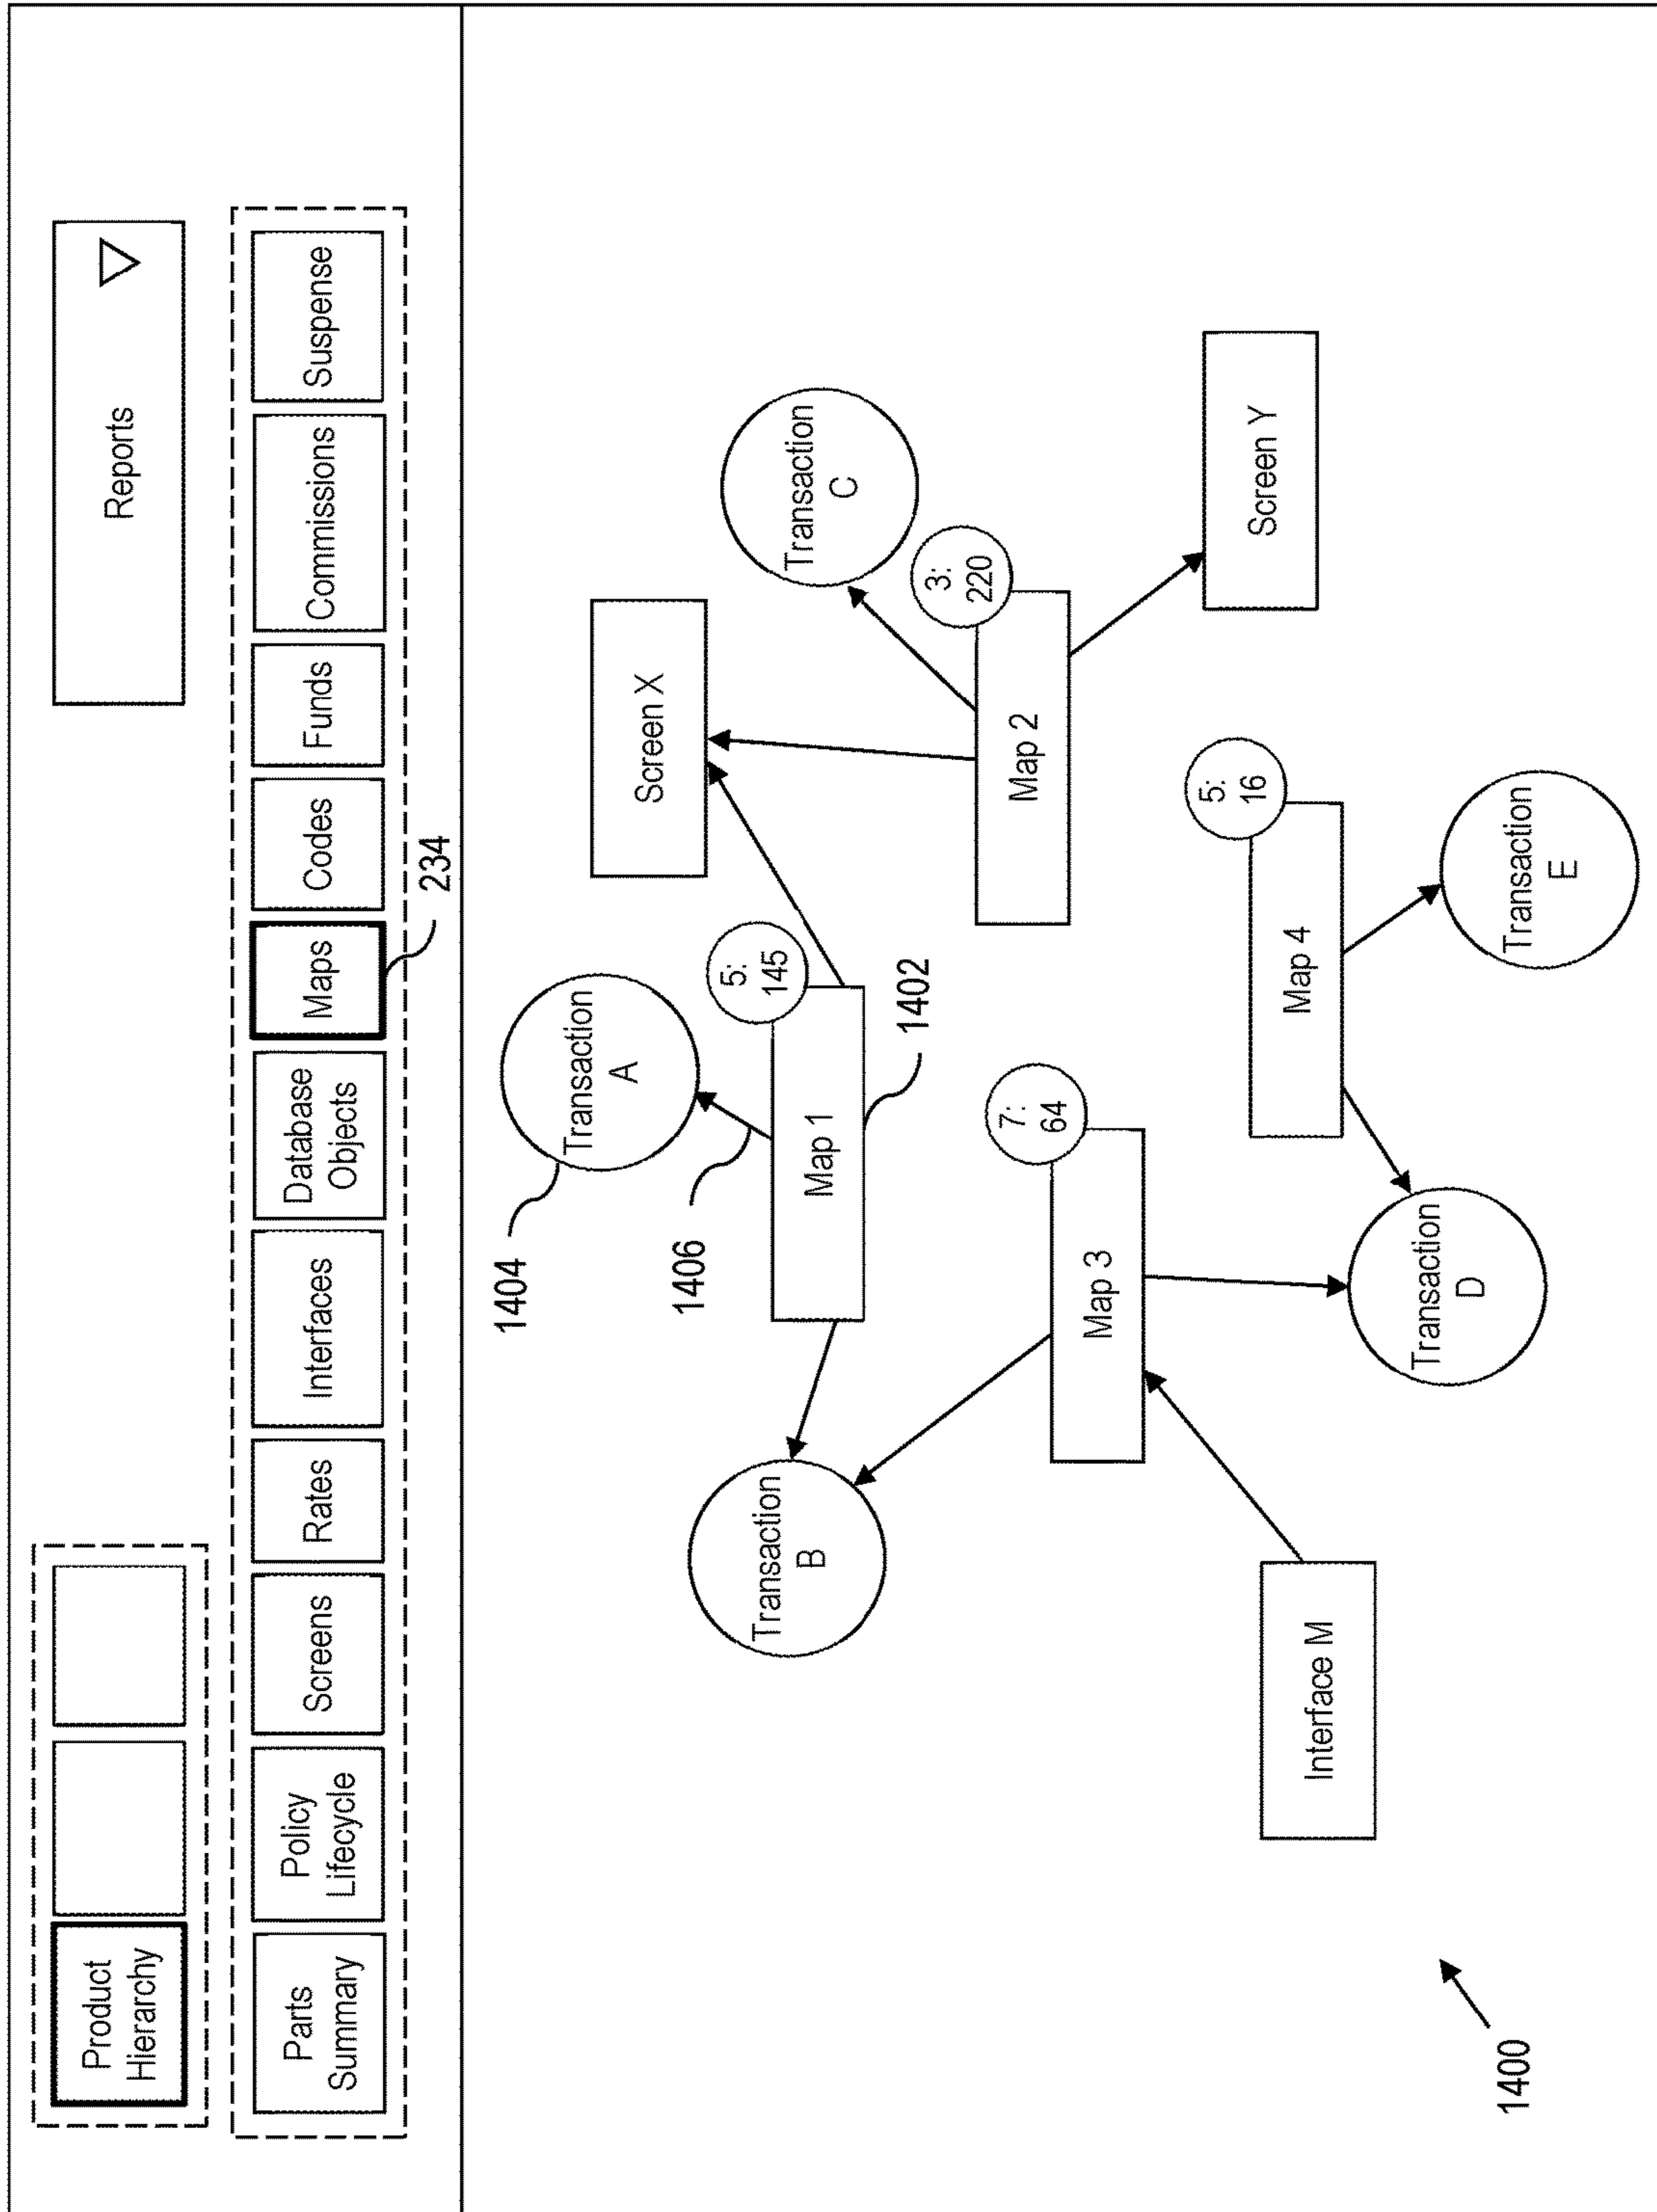 Product
Hierarchy
Reports
Parts
Summary
Policy
Lifecycle
Screens
Rates
Interfaces
Database
Objects
Maps
Codes
Funds
Commissions
Suspense
234
1404
Transaction
A
1406
Screen X
5:
145
Map 1
1402
Transaction
B
Transaction
C
3:
220
Map 2
Screen Y
7:
64
Map 3
5:
16
Map 4
Interface M
Transaction
D
Transaction
E
1400